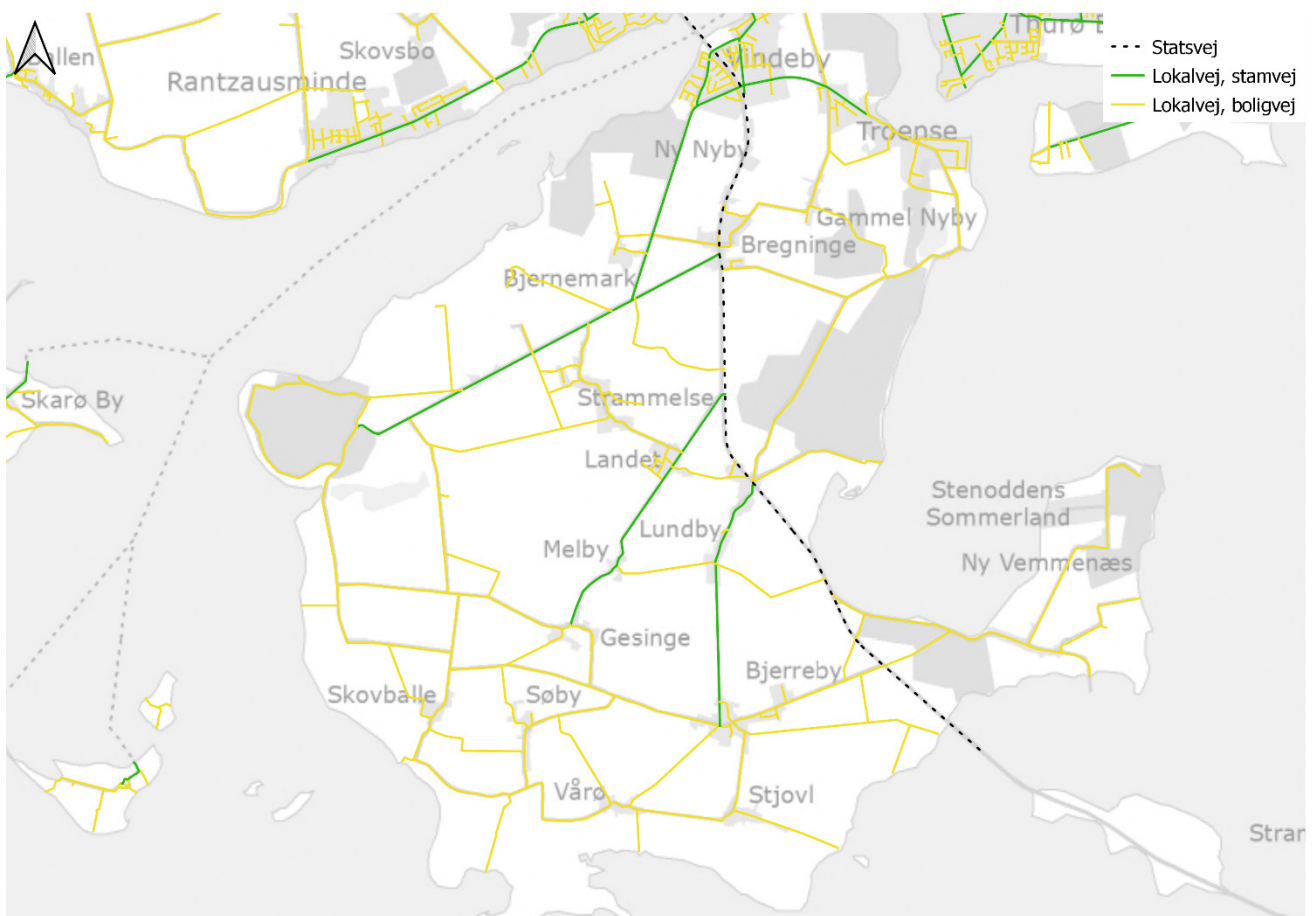 Skovsbo
Rantzausminde
Troense
Ny Nyby
Gammel Nyby
Bregninge
Bjernemark
Skarø By
Strammelse
Landet
Stenoddens
Sommerland
Lundby
Melby
Ny Vemmenæs
Gesinge
Bjerreby
Skovballe
Søby
Vårø
Stjovl
Stran
Statsvej
Lokalvej, stamvej
Lokalvej, boligvej